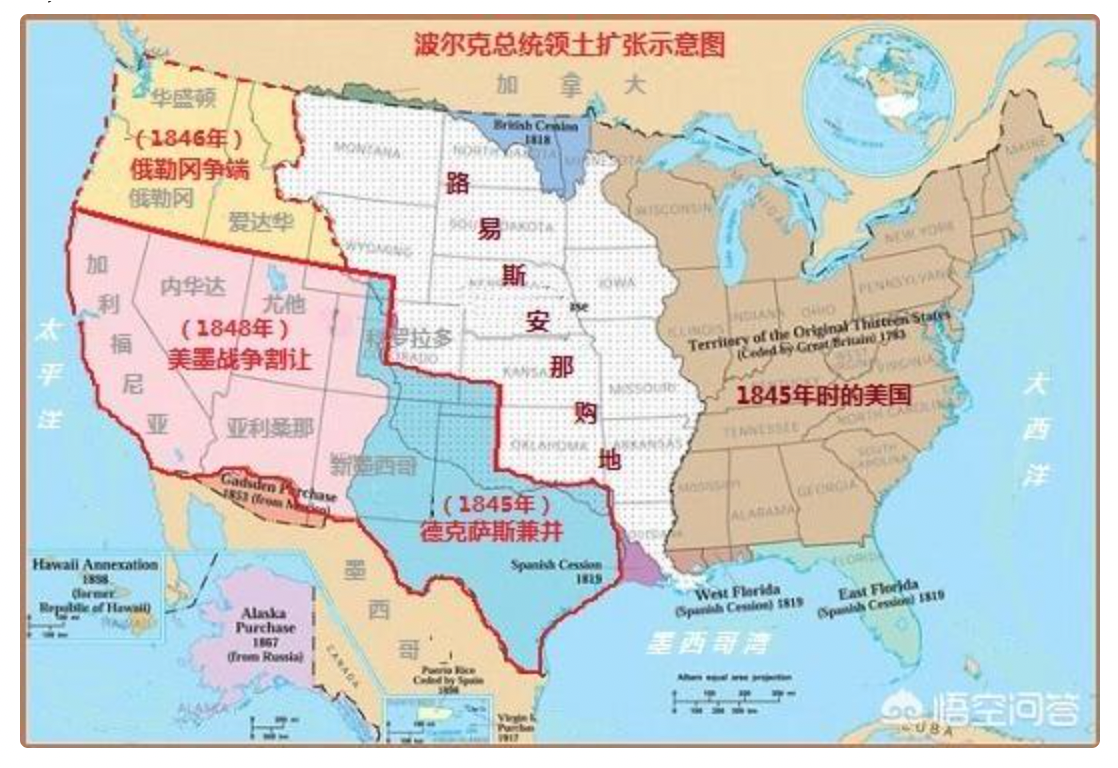 波尔克总统领土扩张示意图
加拿大
华盛顿
(1846年)
俄勒冈争端
俄勒冈
爱达华
British Cession
1818
MONTANA
NORTH DAKOTA
MINNESOTA
SOUTH DAKOTA
WYOMING
WISCONSIN
IOWA
MAINE
NEW YORK
PENNSYLVANIA
ILLINOIS
INDIANA
OHIO
路易斯安那购地
加利福尼亚
内华达
尤他
(1848年)
美墨战争割让
科罗拉多
亚利桑那
新墨西哥
KANSAS
MISSOURI
OKLAHOMA
ARKANSAS
Territory of the Original Thirteen States
(Ceded by Great Britain) 1783
1845年时的美国
VIRGINIA
NORTH CAROLINA
TENNESSEE
SOUTH
CAROLINA
GEORGIA
ALABAMA
FLORIDA
太平洋
大西洋
Gadsden Purchase
1853 (from Mexico)
(1845年)
德克萨斯兼并
Spanish Cession
1819
West Florida
(Spanish Cession) 1819
East Florida
(Spanish Cession) 1819
墨西哥
墨西哥湾
Hawaii Annexation
1898
(former
Republic of Hawaii)
Alaska
Purchase
1867
(from Russia)
CANADA
ALASKA
Puerto Rico
Ceded by Spain
1898
Albers equal area projection
CUBA
悟空问答